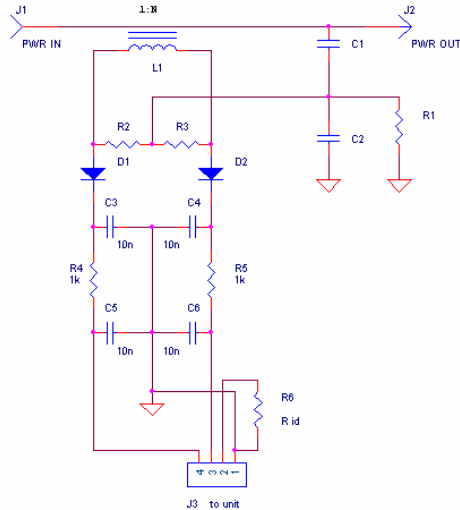 J1
1:N
J2
PWR IN
C1
PWR OUT
L1
R2
R3
R1
C2
D1
D2
C3
C4
10n
10n
R4
1k
R5
1k
C5
C6
10n
10n
R6
R id
4
3
2
1
J3 to unit